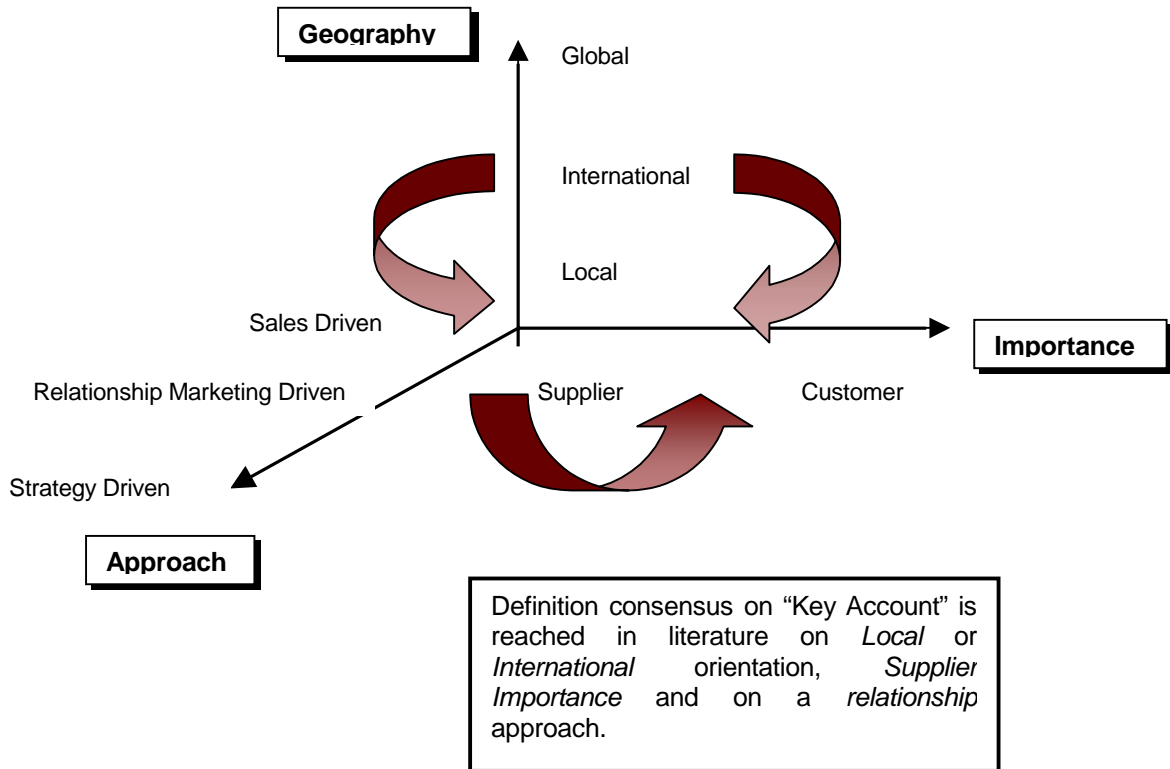 Geography
Global
International
Local
Sales Driven
Importance
Relationship Marketing Driven
Supplier
Customer
Strategy Driven
Approach
Definition consensus on “Key Account” is
reached in literature on Local or
International orientation, Supplier
Importance and on a relationship
approach.